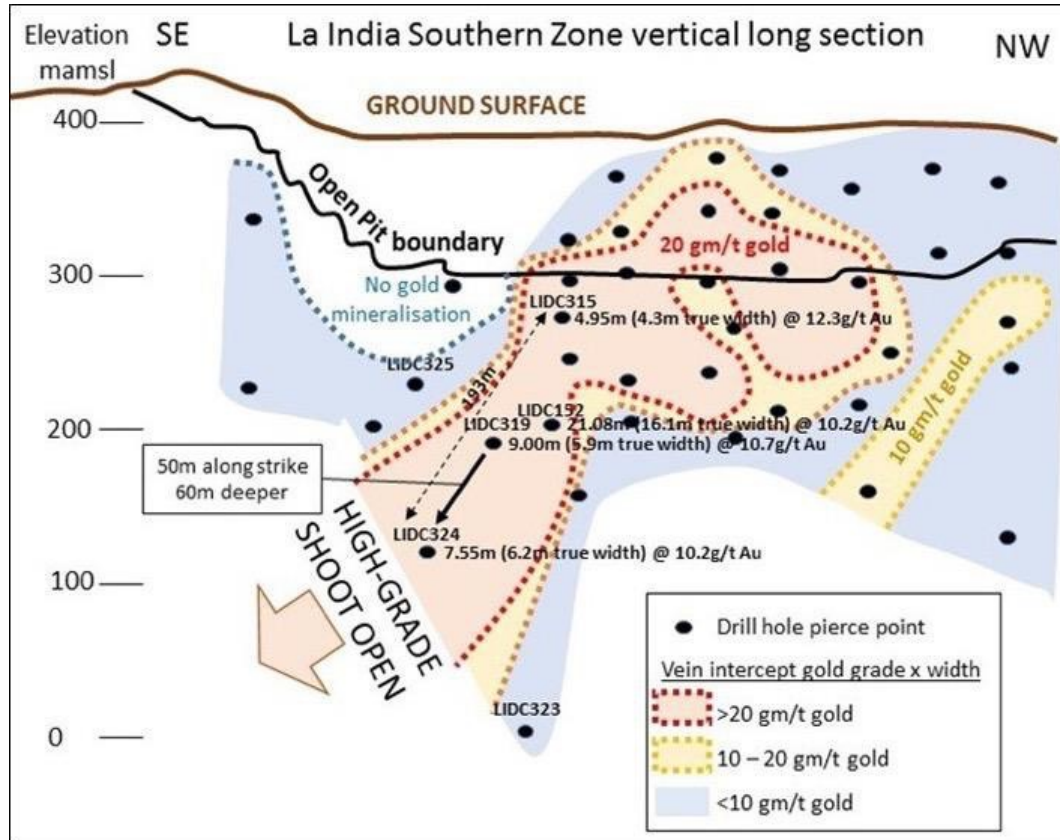 Elevation
mamsl
SE
La India Southern Zone vertical long section
NW
GROUND SURFACE
400
Open Pit
boundary
20 gm/t gold
300
No gold
mineralisation
LIDC315
4.95m (4.3m true width) @ 12.3g/t Au
LIDC325
193m
10 gm/t gold
LIDC152
200
LIDC319
21.08m (16.1m true width) @ 10.2g/t Au
9.00m (5.9m true width) @ 10.7g/t Au
50m along strike
60m deeper
LIDC324
7.55m (6.2m true width) @ 10.2g/t Au
HIGH-GRADE
SHOOT OPEN
100
Drill hole pierce point
Vein intercept gold grade x width
>20 gm/t gold
10 – 20 gm/t gold
<10 gm/t gold
LIDC323
0